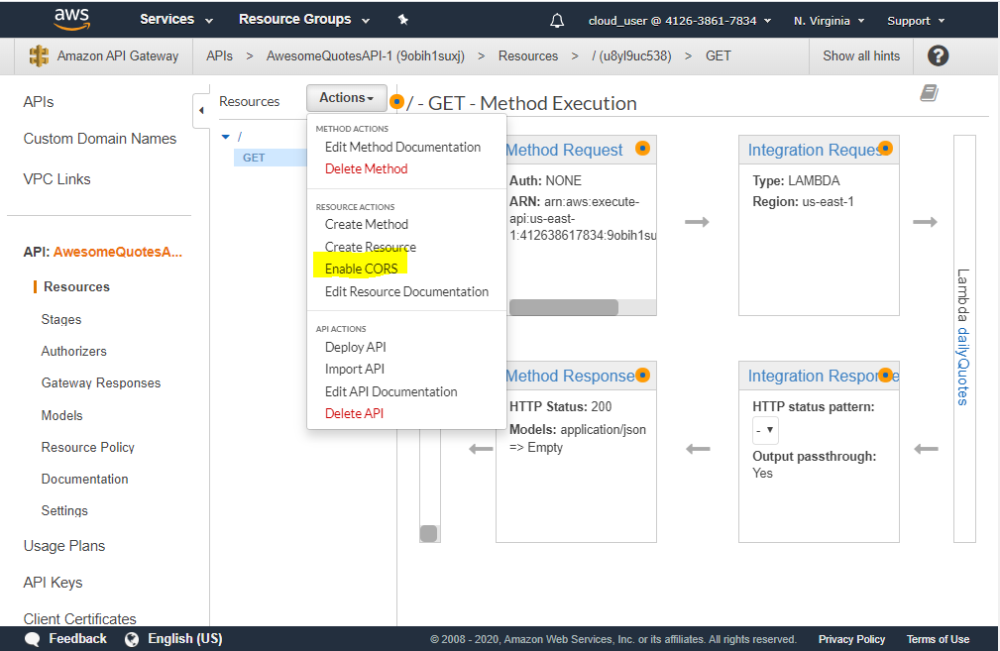 aws
Services
Resource Groups
cloud_user @ 4126-3861-7834
N. Virginia
Support
Amazon API Gateway
APIs > AwesomeQuotesAPI-1 (9obih1suxj) > Resources > / (u8yl9uc538) > GET
Show all hints
?
APIs
Custom Domain Names
VPC Links
API: AwesomeQuotesA...
Resources
Stages
Authorizers
Gateway Responses
Models
Resource Policy
Documentation
Settings
Usage Plans
API Keys
Client Certificates
Resources
Actions
/
GET
METHOD ACTIONS
Edit Method Documentation
Delete Method
RESOURCE ACTIONS
Create Method
Create Resource
Enable CORS
Edit Resource Documentation
API ACTIONS
Deploy API
Import API
Edit API Documentation
Delete API
/ - GET - Method Execution
Method Request
Auth: NONE
ARN: arn:aws:execute-
api:us-east-
1:412638617834:9obih1su
Integration Reques
Type: LAMBDA
Region: us-east-1
Lambda dailyQuotes
Method Response
HTTP Status: 200
Models: application/json
=> Empty
Integration Response
HTTP status pattern:
-
Output passthrough:
Yes
Feedback
English (US)
© 2008 - 2020, Amazon Web Services, Inc. or its affiliates. All rights reserved.
Privacy Policy
Terms of Use